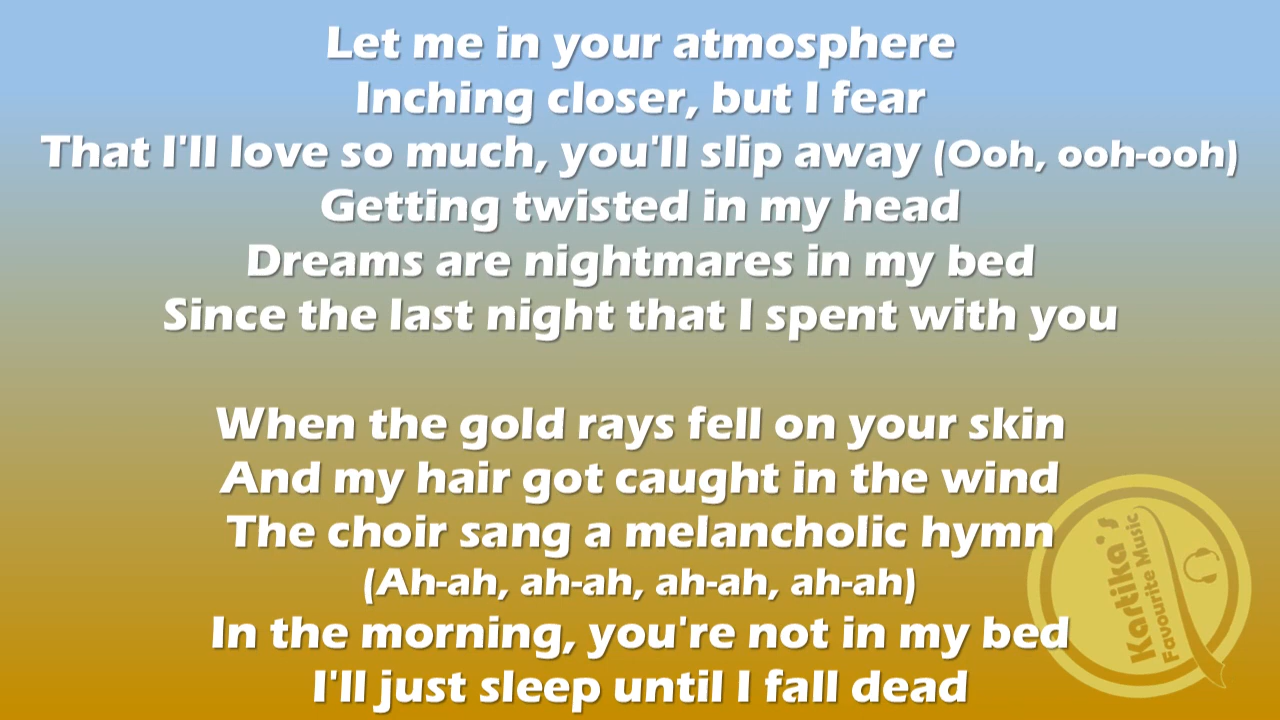 Let me in your atmosphere
Inching closer, but I fear
That I'll love so much, you'll slip away (Ooh, ooh-ooh)
Getting twisted in my head
Dreams are nightmares in my bed
Since the last night that I spent with you
When the gold rays fell on your skin
And my hair got caught in the wind
The choir sang a melancholic hymn
(Ah-ah, ah-ah, ah-ah, ah-ah)
In the morning, you're not in my bed
I'll just sleep until I fall dead
Kartika's
Favourite Music